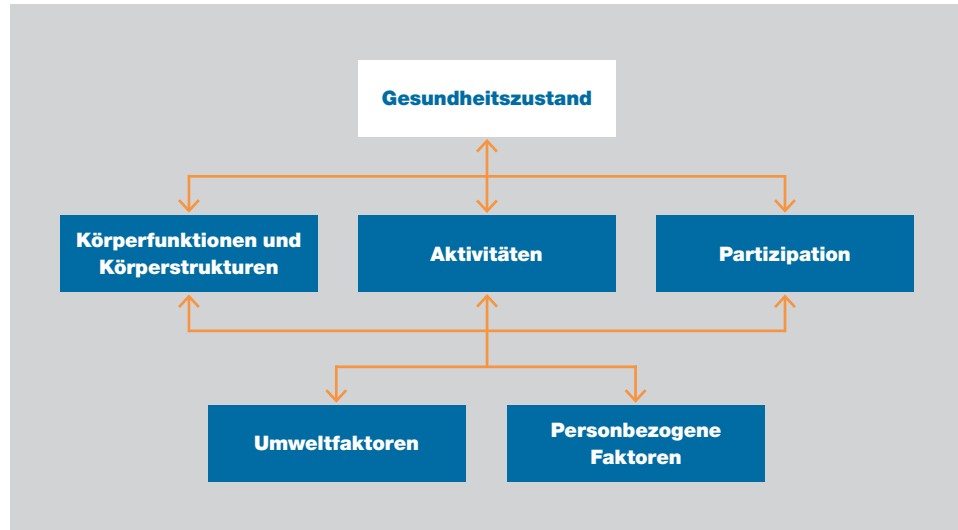 Gesundheitszustand
Körperfunktionen und
Körperstrukturen
Aktivitäten
Partizipation
Umweltfaktoren
Personbezogene
Faktoren